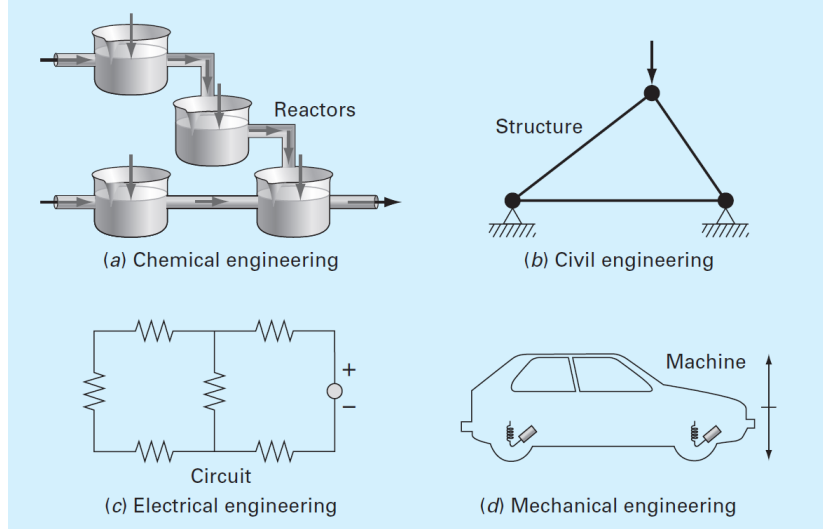 Reactors
Structure
(a) Chemical engineering
(b) Civil engineering
+
−
Circuit
(c) Electrical engineering
Machine
(d) Mechanical engineering